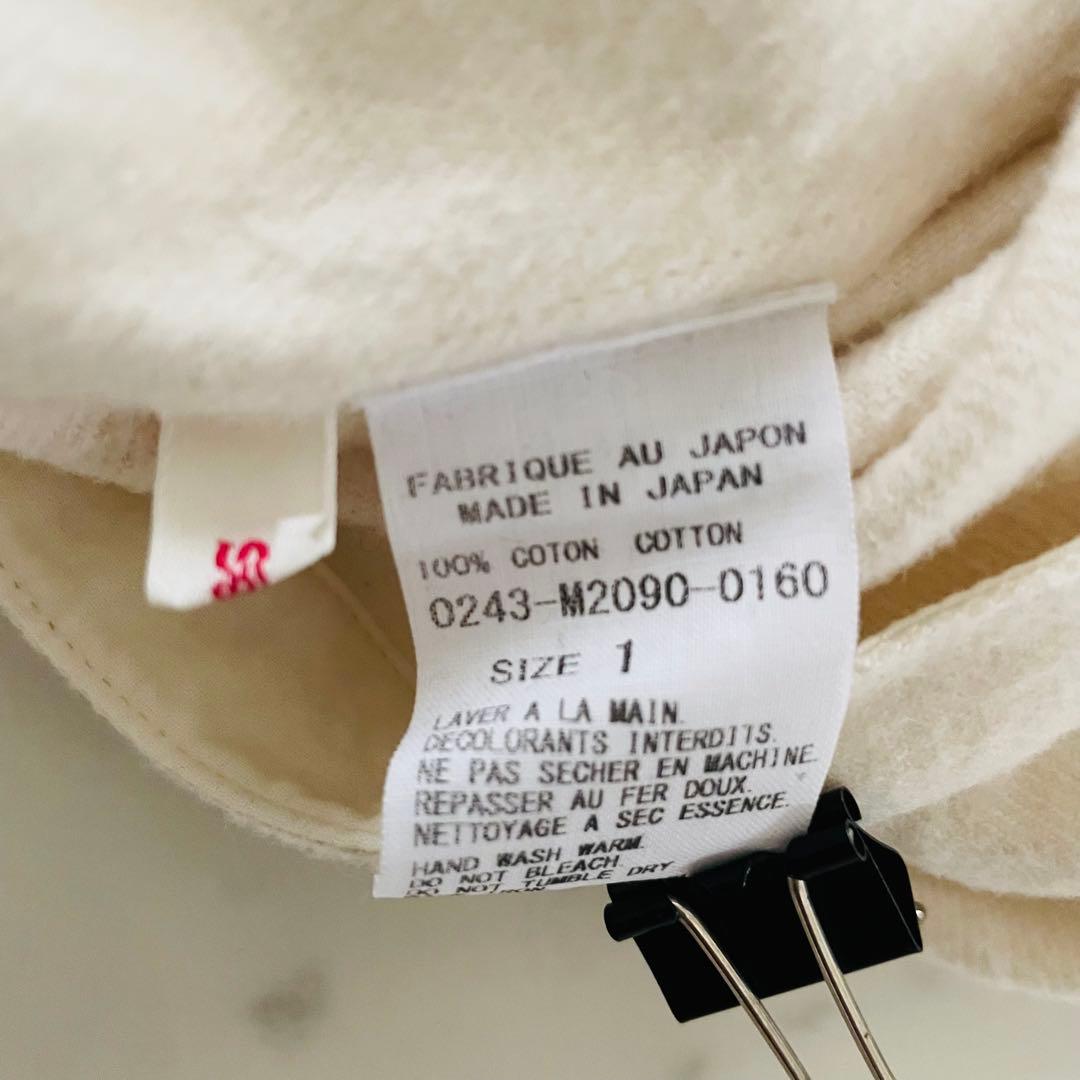 FABRIQUE AU JAPON
MADE IN JAPAN
100% COTON COTTON
0243-M2090-0160
SIZE 1
LAVER A LA MAIN.
DECOLORANTS INTERDITS.
NE PAS SECHER EN MACHINE.
REPASSER AU FER DOUX.
NETTOYAGE A SEC ESSENCE.
HAND WASH WARM.
DO NOT BLEACH.
DO NOT TUMBLE DRY.